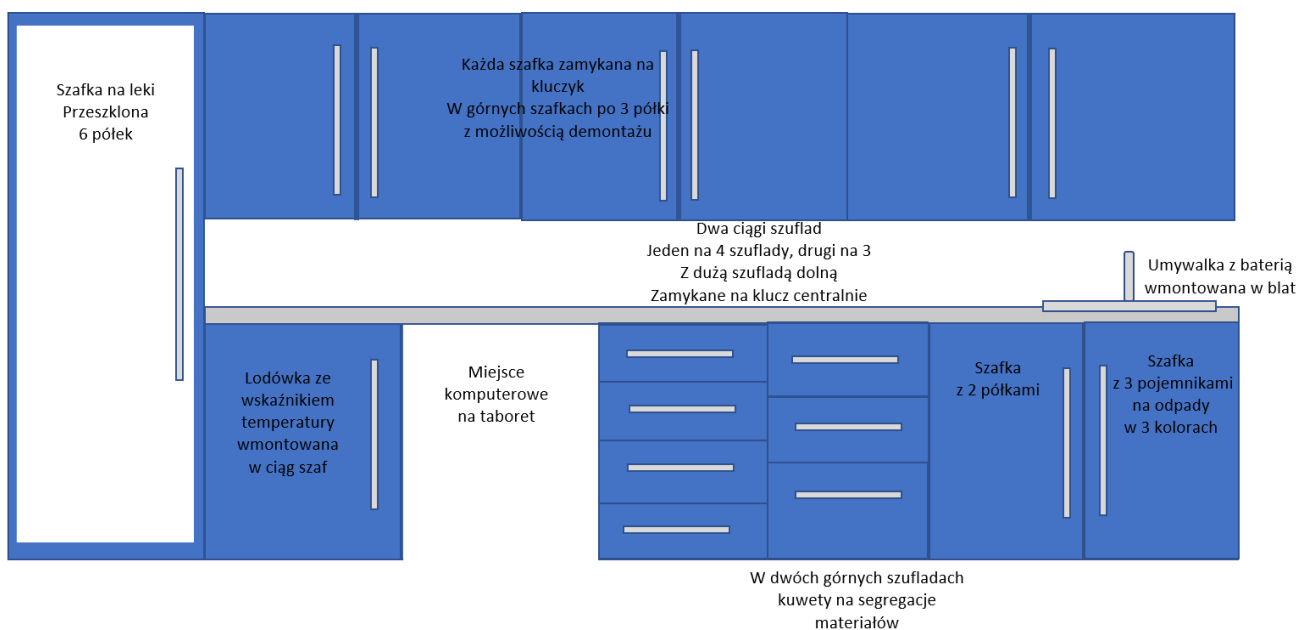 Szafka na leki
Przeszklona
6 półek
Każda szafka zamykana na
kluczyk
W górnych szafkach po 3 półki
z możliwością demontażu
Dwa ciągi szuflad
Jeden na 4 szuflady, drugi na 3
Z dużą szufladą dolną
Zamykane na klucz centralnie
Umywalka z baterią
wmontowana w blat
Lodówka ze
wskaźnikiem
temperatury
wmontowana
w ciąg szaf
Miejsce
komputerowe
na taboret
Szafka
z 2 półkami
Szafka
z 3 pojemnikami
na odpady
w 3 kolorach
W dwóch górnych szufladach
kuwety na segregacje
materiałów